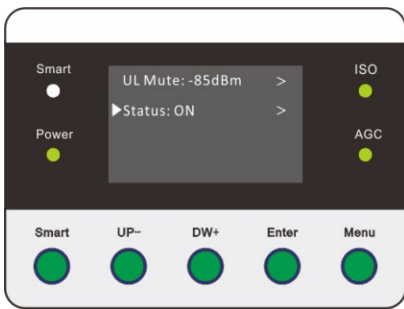 Smart
ISO
UL Mute: -85dBm >
▶Status: ON >
Power
AGC
Smart UP- DW+ Enter Menu